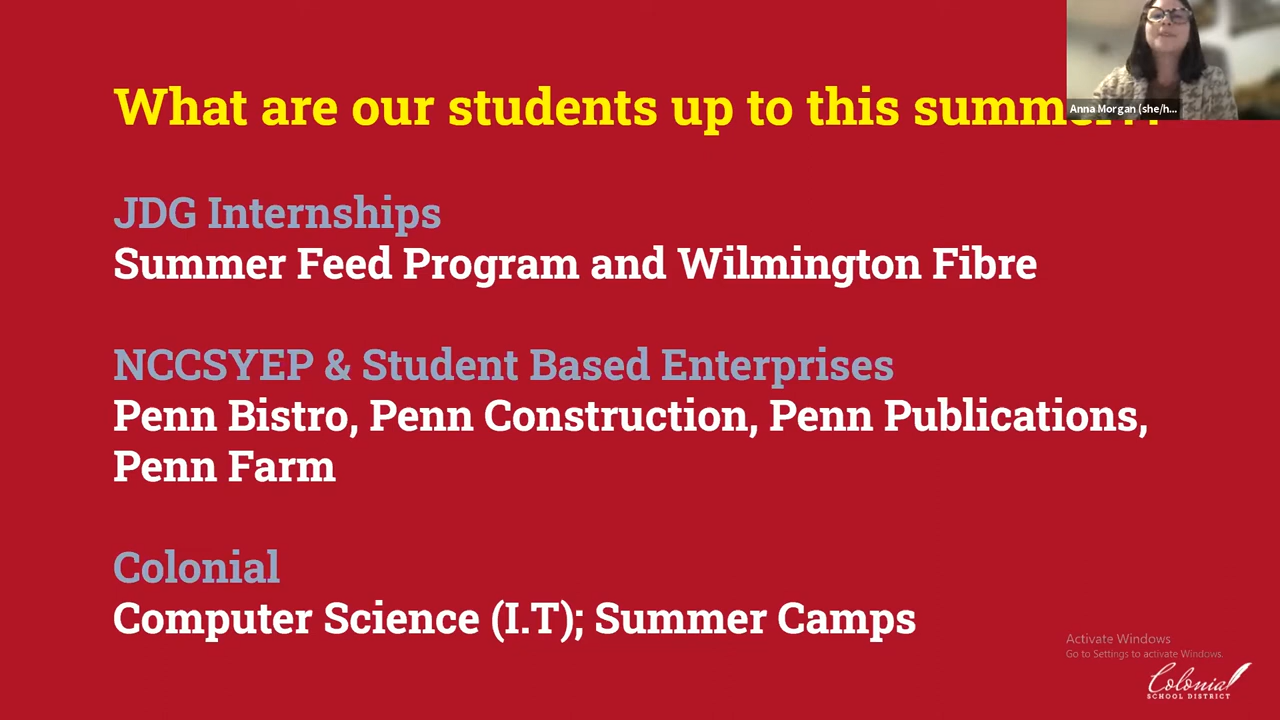 What are our students up to this summer?
Anna Morgan (she/h...
JDG Internships
Summer Feed Program and Wilmington Fibre
NCCSYEP & Student Based Enterprises
Penn Bistro, Penn Construction, Penn Publications,
Penn Farm
Colonial
Computer Science (I.T); Summer Camps
Activate Windows
Go to Settings to activate Windows.
Colonial
SCHOOL DISTRICT